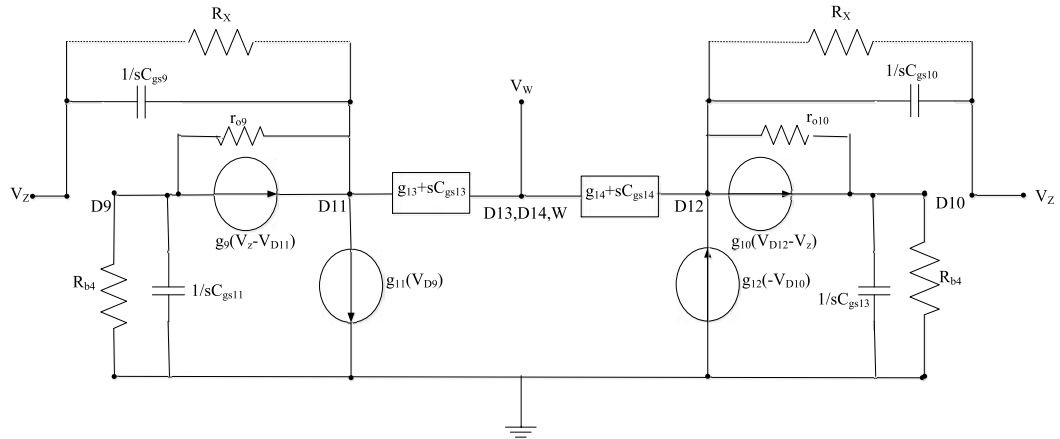 R_X
R_X
1/sC_gs9
1/sC_gs10
V_W
r_o9
r_o10
V_Z
g_13+sC_gs13
g_14+sC_gs14
V_Z
D9
D11
D13,D14,W
D12
D10
g_9(V_z-V_D11)
g_10(V_D12-V_z)
R_b4
1/sC_gs11
g_11(V_D9)
g_12(-V_D10)
1/sC_gs13
R_b4